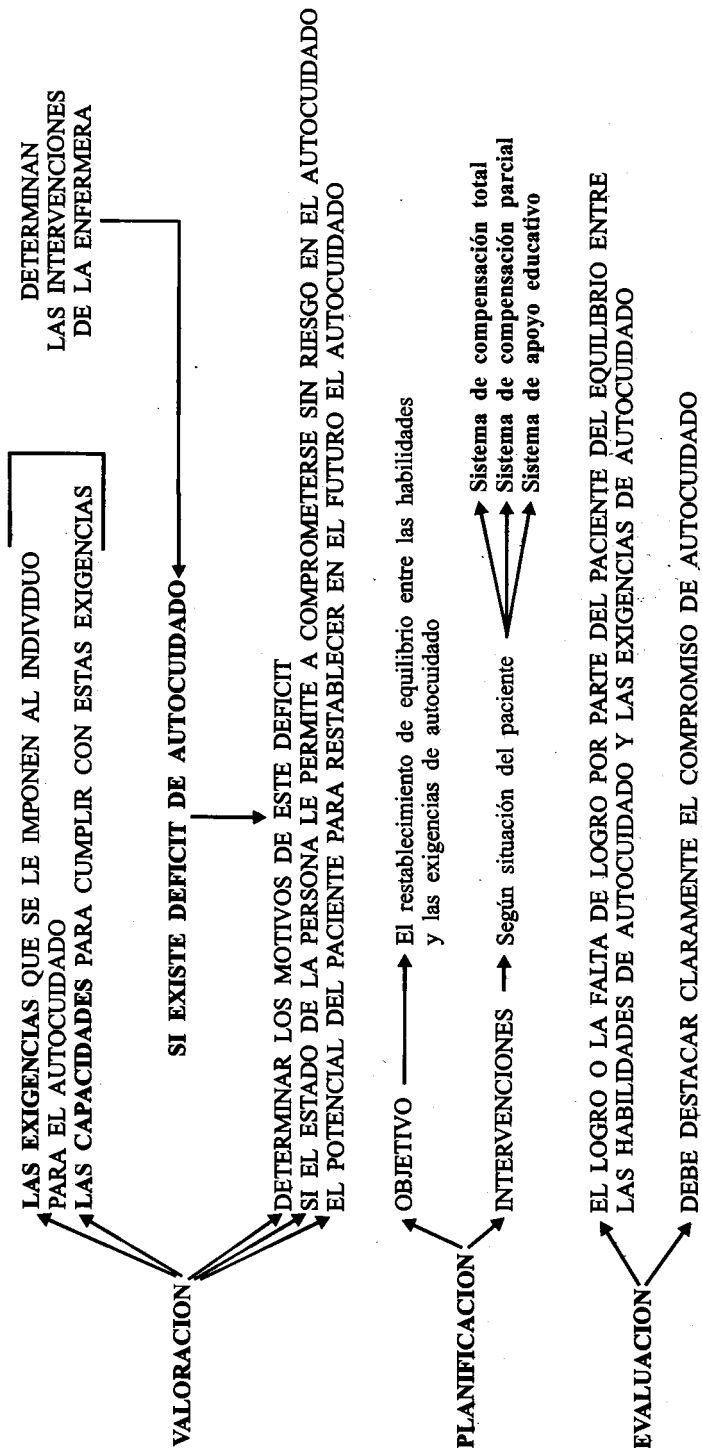 VALORACION
LAS EXIGENCIAS QUE SE LE IMPONEN AL INDIVIDUO
PARA EL AUTOCUIDADO
LAS CAPACIDADES PARA CUMPLIR CON ESTAS EXIGENCIAS
DETERMINAN
LAS INTERVENCIONES
DE LA ENFERMERA
SI EXISTE DEFICIT DE AUTOCUIDADO
DETERMINAR LOS MOTIVOS DE ESTE DEFICIT
SI EL ESTADO DE LA PERSONA LE PERMITE A COMPROMETERSE SIN RIESGO EN EL AUTOCUIDADO
EL POTENCIAL DEL PACIENTE PARA RESTABLECER EN EL FUTURO EL AUTOCUIDADO
PLANIFICACION
OBJETIVO
El restablecimiento de equilibrio entre las habilidades
y las exigencias de autocuidado
INTERVENCIONES
Según situación del paciente
Sistema de compensación total
Sistema de compensación parcial
Sistema de apoyo educativo
EVALUACION
EL LOGRO O LA FALTA DE LOGRO POR PARTE DEL PACIENTE DEL EQUILIBRIO ENTRE
LAS HABILIDADES DE AUTOCUIDADO Y LAS EXIGENCIAS DE AUTOCUIDADO
DEBE DESTACAR CLARAMENTE EL COMPROMISO DE AUTOCUIDADO